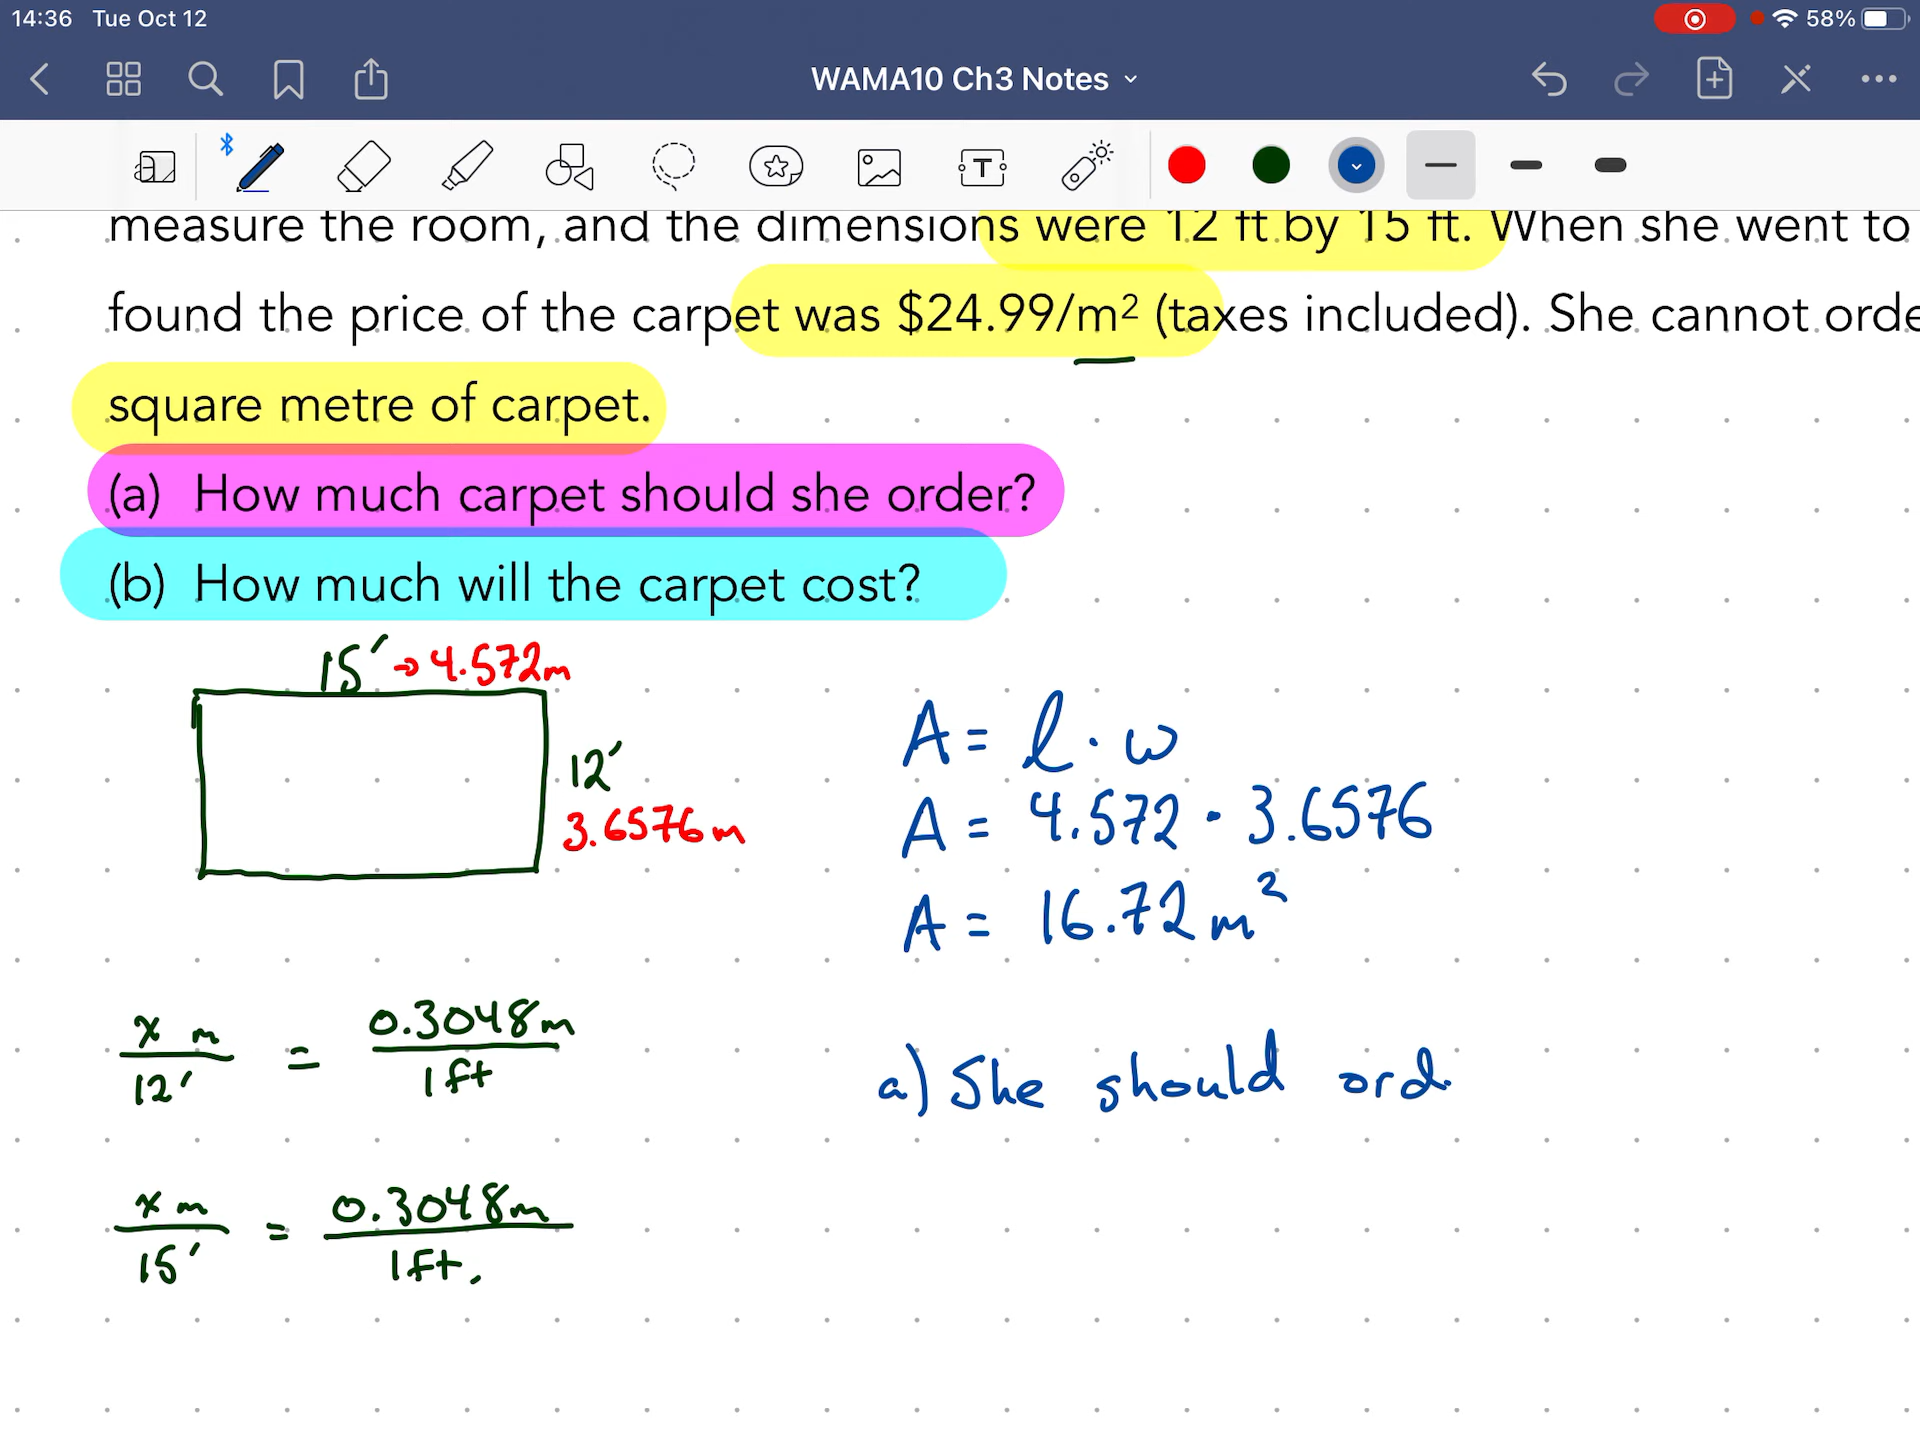 14:36 Tue Oct 12 58%
WAMA10 Ch3 Notes
a T
measure the room, and the dimensions were 12 ft by 15 ft. When she went to
found the price of the carpet was $24.99/m² (taxes included). She cannot orde
square metre of carpet.
(a) How much carpet should she order?
(b) How much will the carpet cost?
15′ → 4.572m
12′
3.6576m
A = l · w
A = 4.572 · 3.6576
A = 16.72 m²
x m / 12′ = 0.3048m / 1ft
a) She should ord
x m / 15′ = 0.3048m / 1ft.